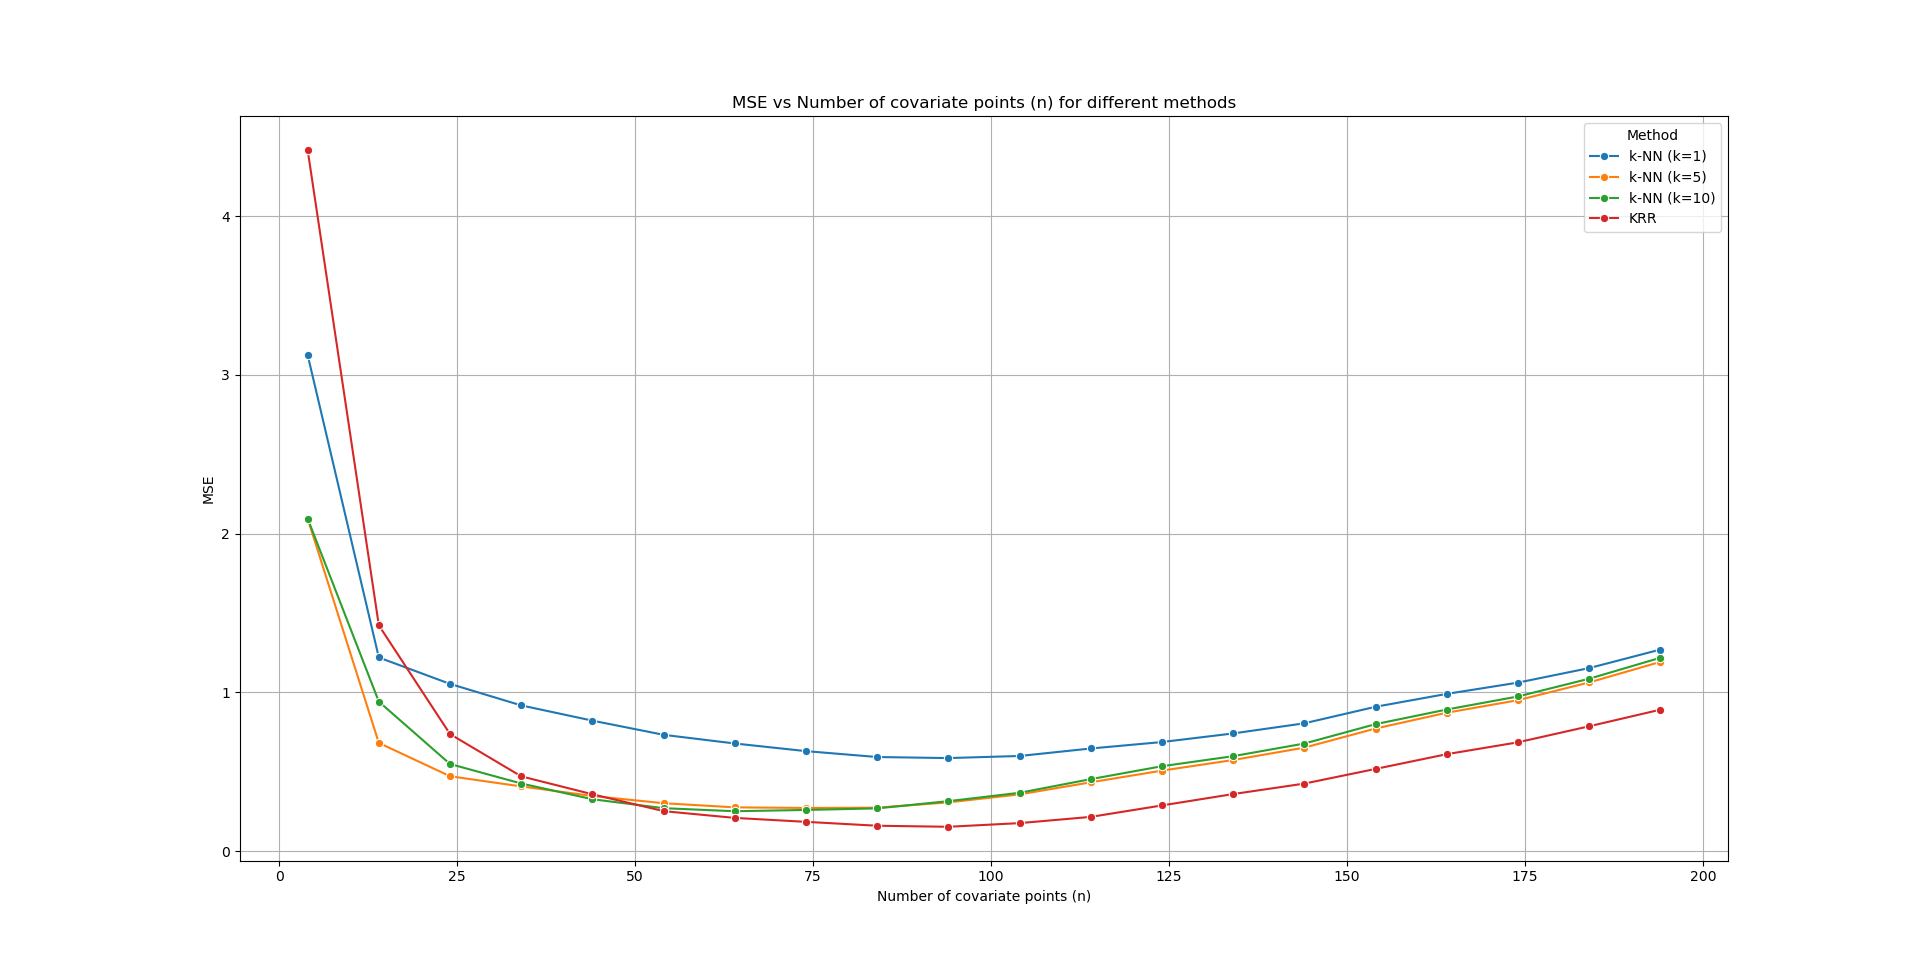 MSE vs Number of covariate points (n) for different methods
Method
k-NN (k=1)
k-NN (k=5)
k-NN (k=10)
KRR
MSE
4
3
2
1
0
0 25 50 75 100 125 150 175 200
Number of covariate points (n)